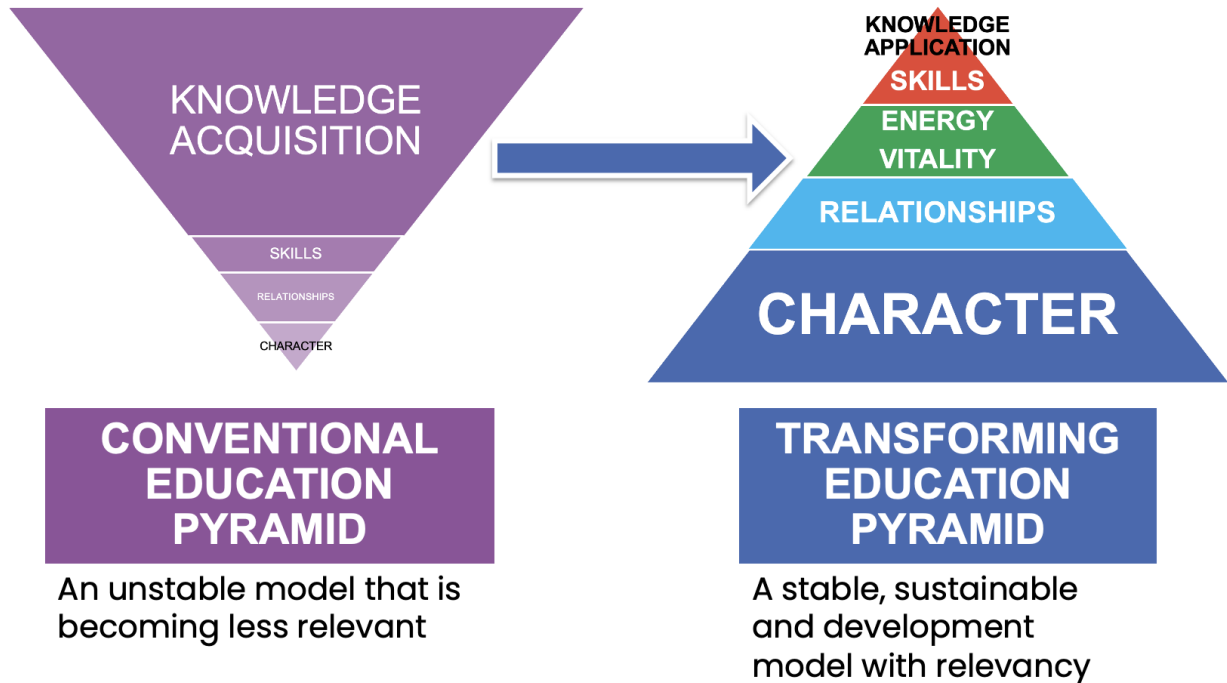 KNOWLEDGE
ACQUISITION
SKILLS
RELATIONSHIPS
CHARACTER
CONVENTIONAL
EDUCATION
PYRAMID
An unstable model that is
becoming less relevant
KNOWLEDGE
APPLICATION
SKILLS
ENERGY
VITALITY
RELATIONSHIPS
CHARACTER
TRANSFORMING
EDUCATION
PYRAMID
A stable, sustainable
and development
model with relevancy